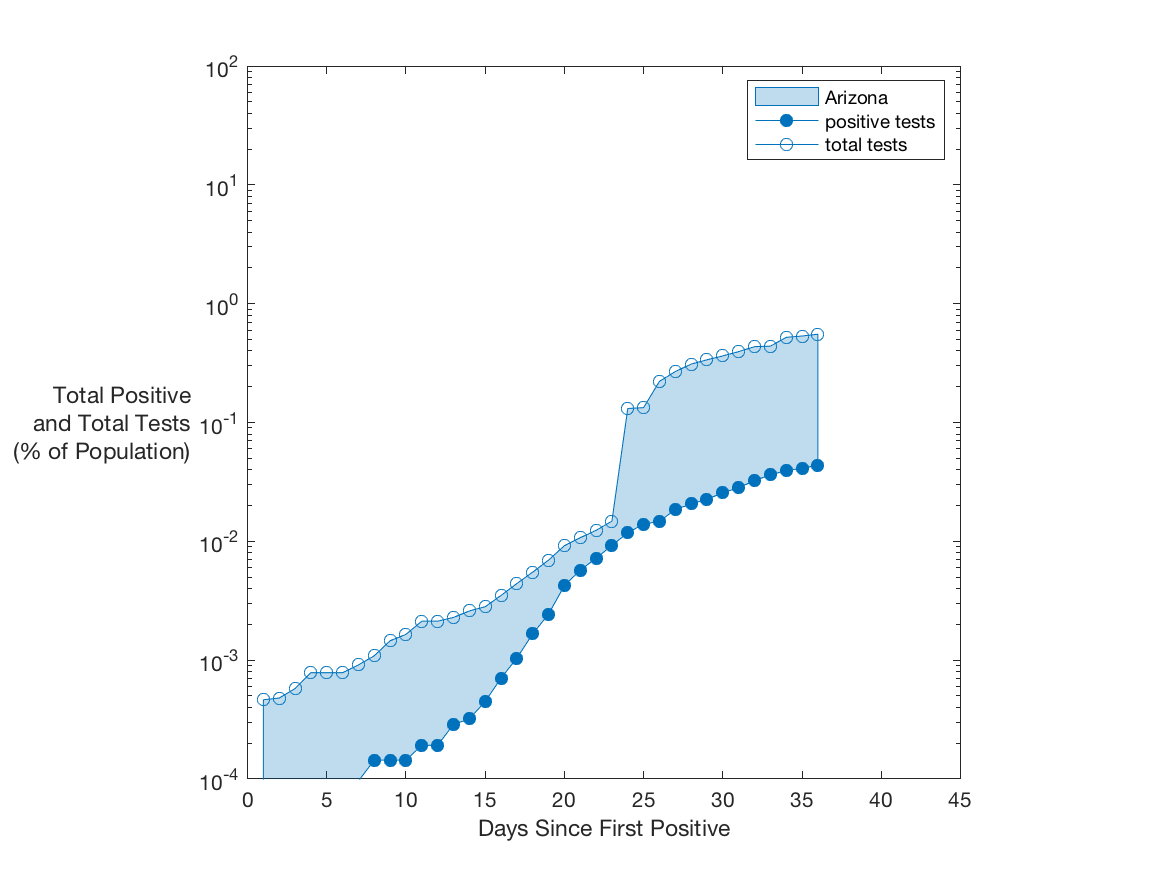 10^2
10^1
10^0
10^-1
10^-2
10^-3
10^-4
Total Positive
and Total Tests
(% of Population)
Arizona
positive tests
total tests
0 5 10 15 20 25 30 35 40 45
Days Since First Positive